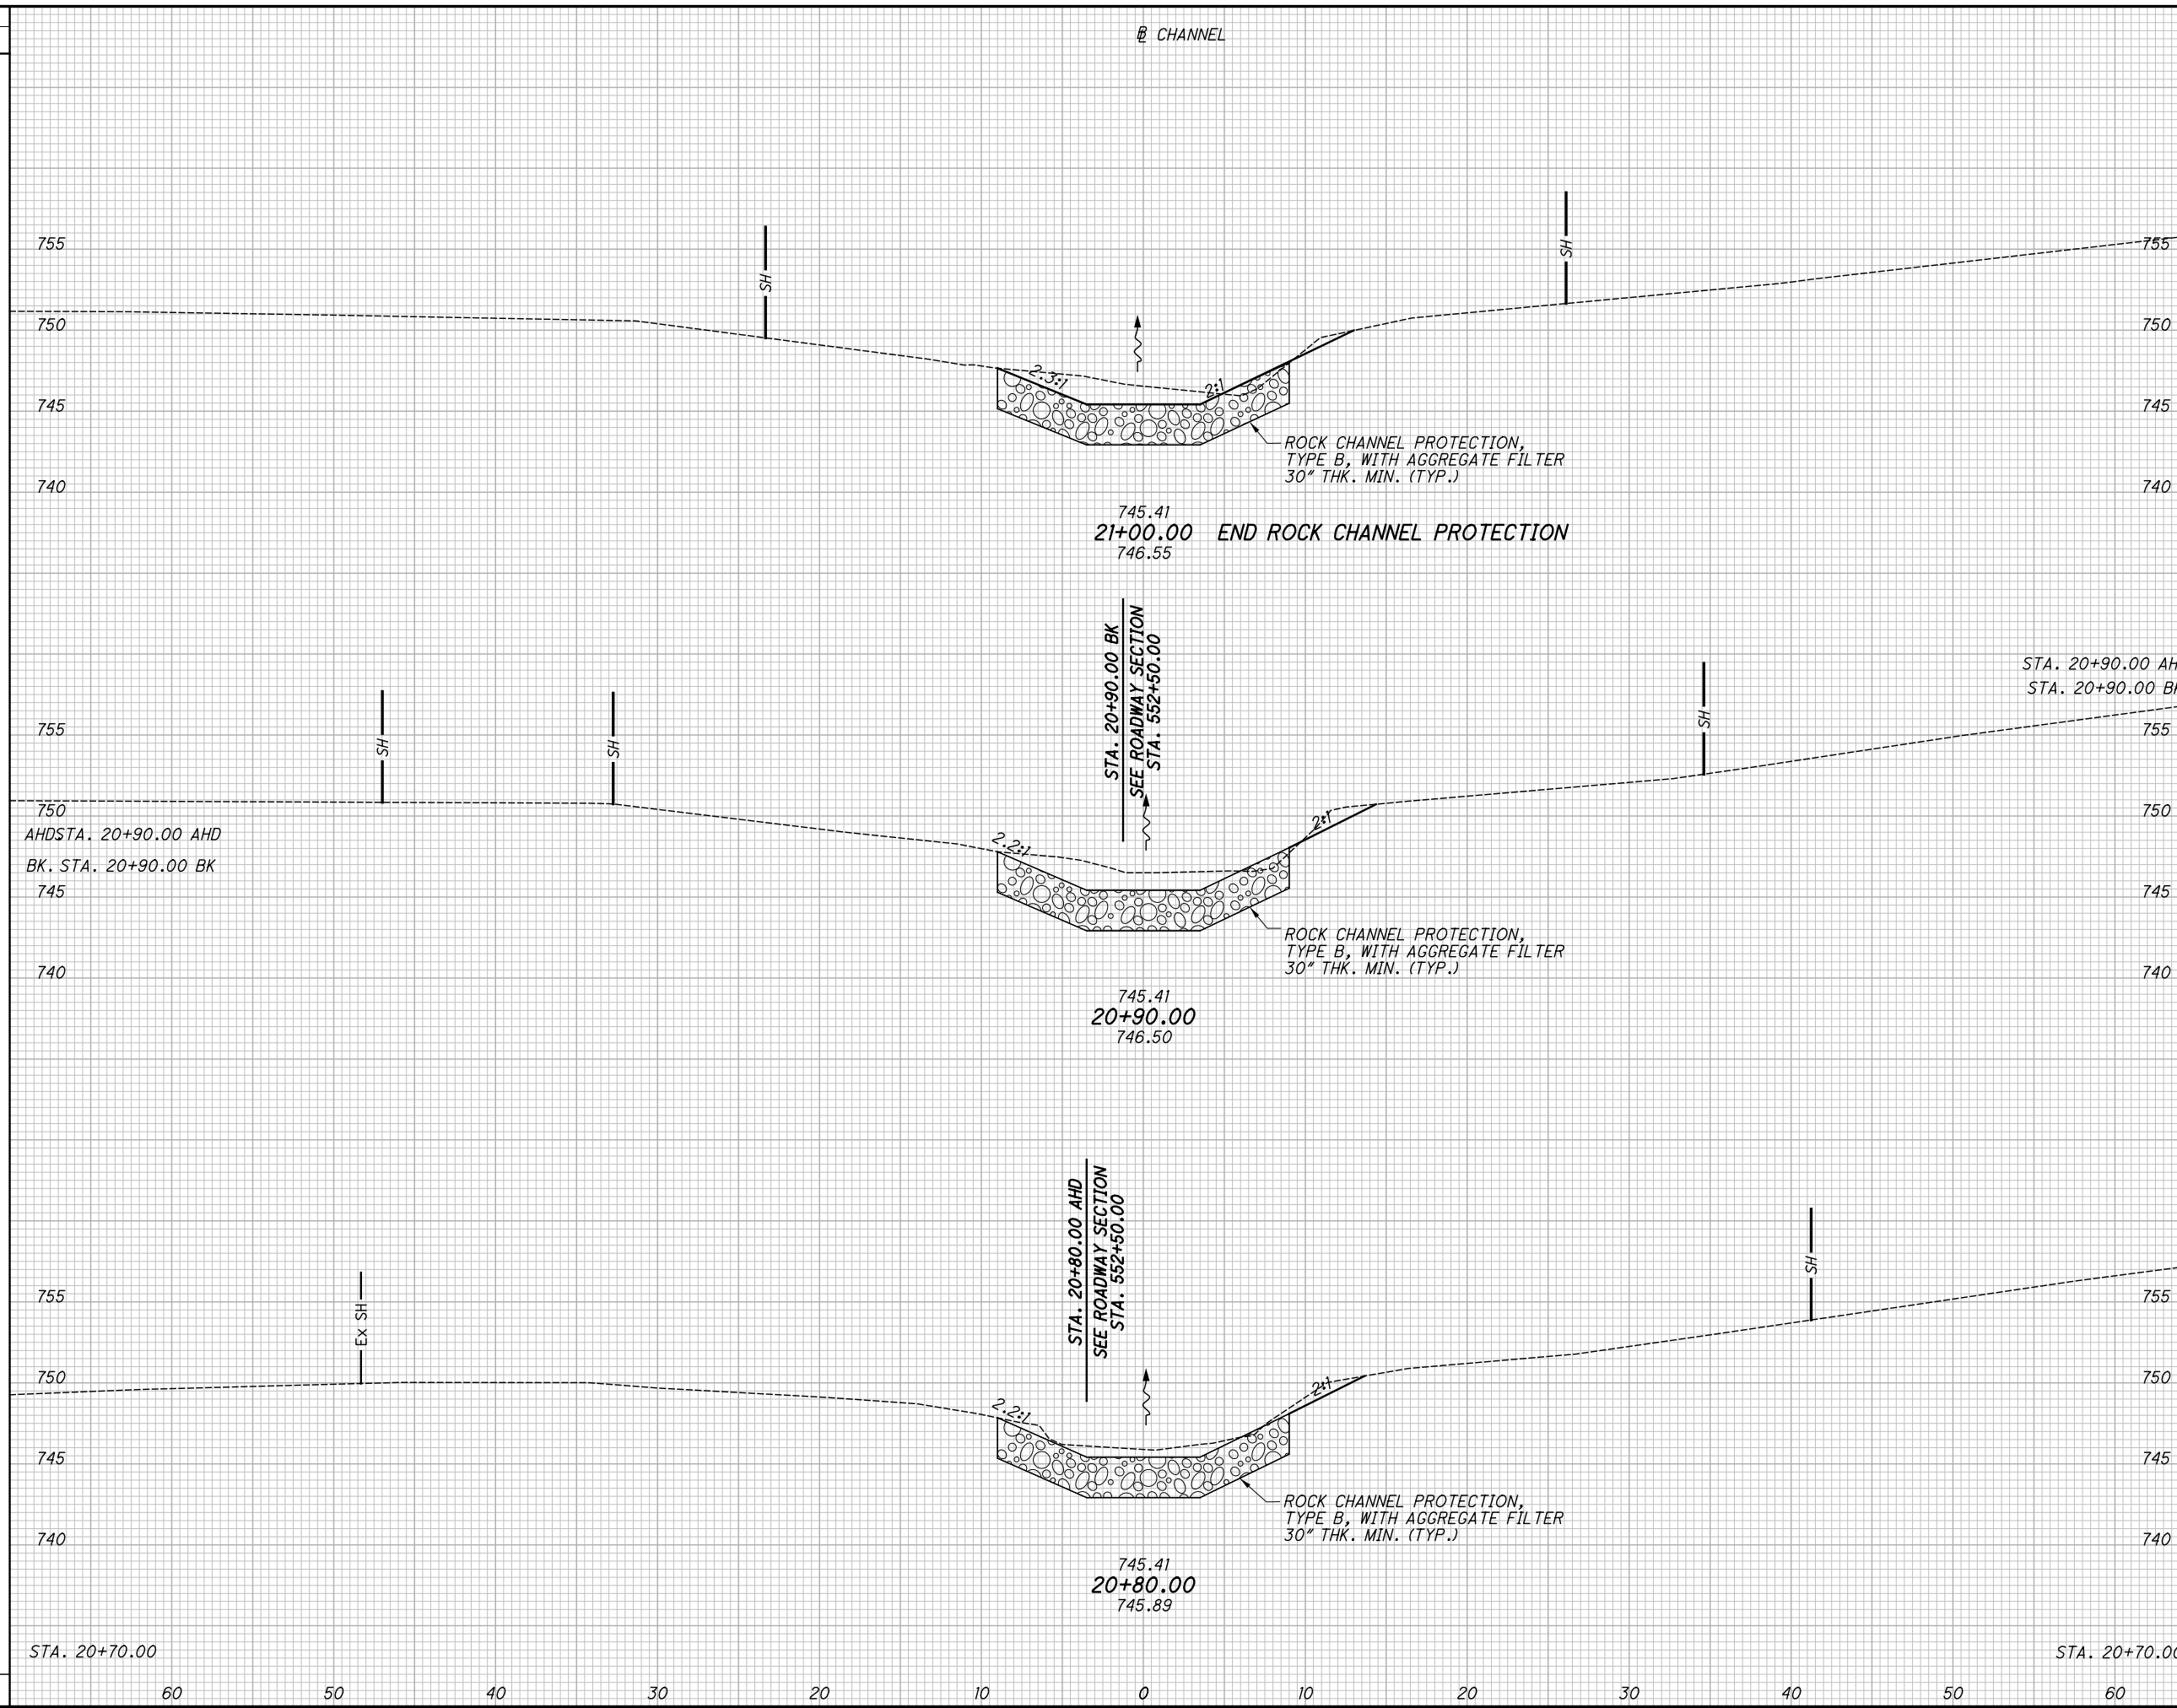 ℄ CHANNEL
755
755
SH
SH
750
750
2.3:1
2:1
745
745
ROCK CHANNEL PROTECTION,
TYPE B, WITH AGGREGATE FILTER
30" THK. MIN. (TYP.)
740
740
745.41
21+00.00 END ROCK CHANNEL PROTECTION
746.55
STA. 20+90.00 BK
SEE ROADWAY SECTION
STA. 552+50.00
STA. 20+90.00 AH
STA. 20+90.00
SH
SH
SH
755
755
750
750
AHDSTA. 20+90.00 AHD
BK. STA. 20+90.00 BK
2.2:1
2:1
745
745
ROCK CHANNEL PROTECTION,
TYPE B, WITH AGGREGATE FILTER
30" THK. MIN. (TYP.)
740
740
745.41
20+90.00
746.50
STA. 20+80.00 AHD
SEE ROADWAY SECTION
STA. 552+50.00
Ex SH
SH
755
755
750
750
2.2:1
2:1
745
745
ROCK CHANNEL PROTECTION,
TYPE B, WITH AGGREGATE FILTER
30" THK. MIN. (TYP.)
740
740
745.41
20+80.00
745.89
STA. 20+70.00
STA. 20+70.00
60 50 40 30 20 10 0 10 20 30 40 50 60